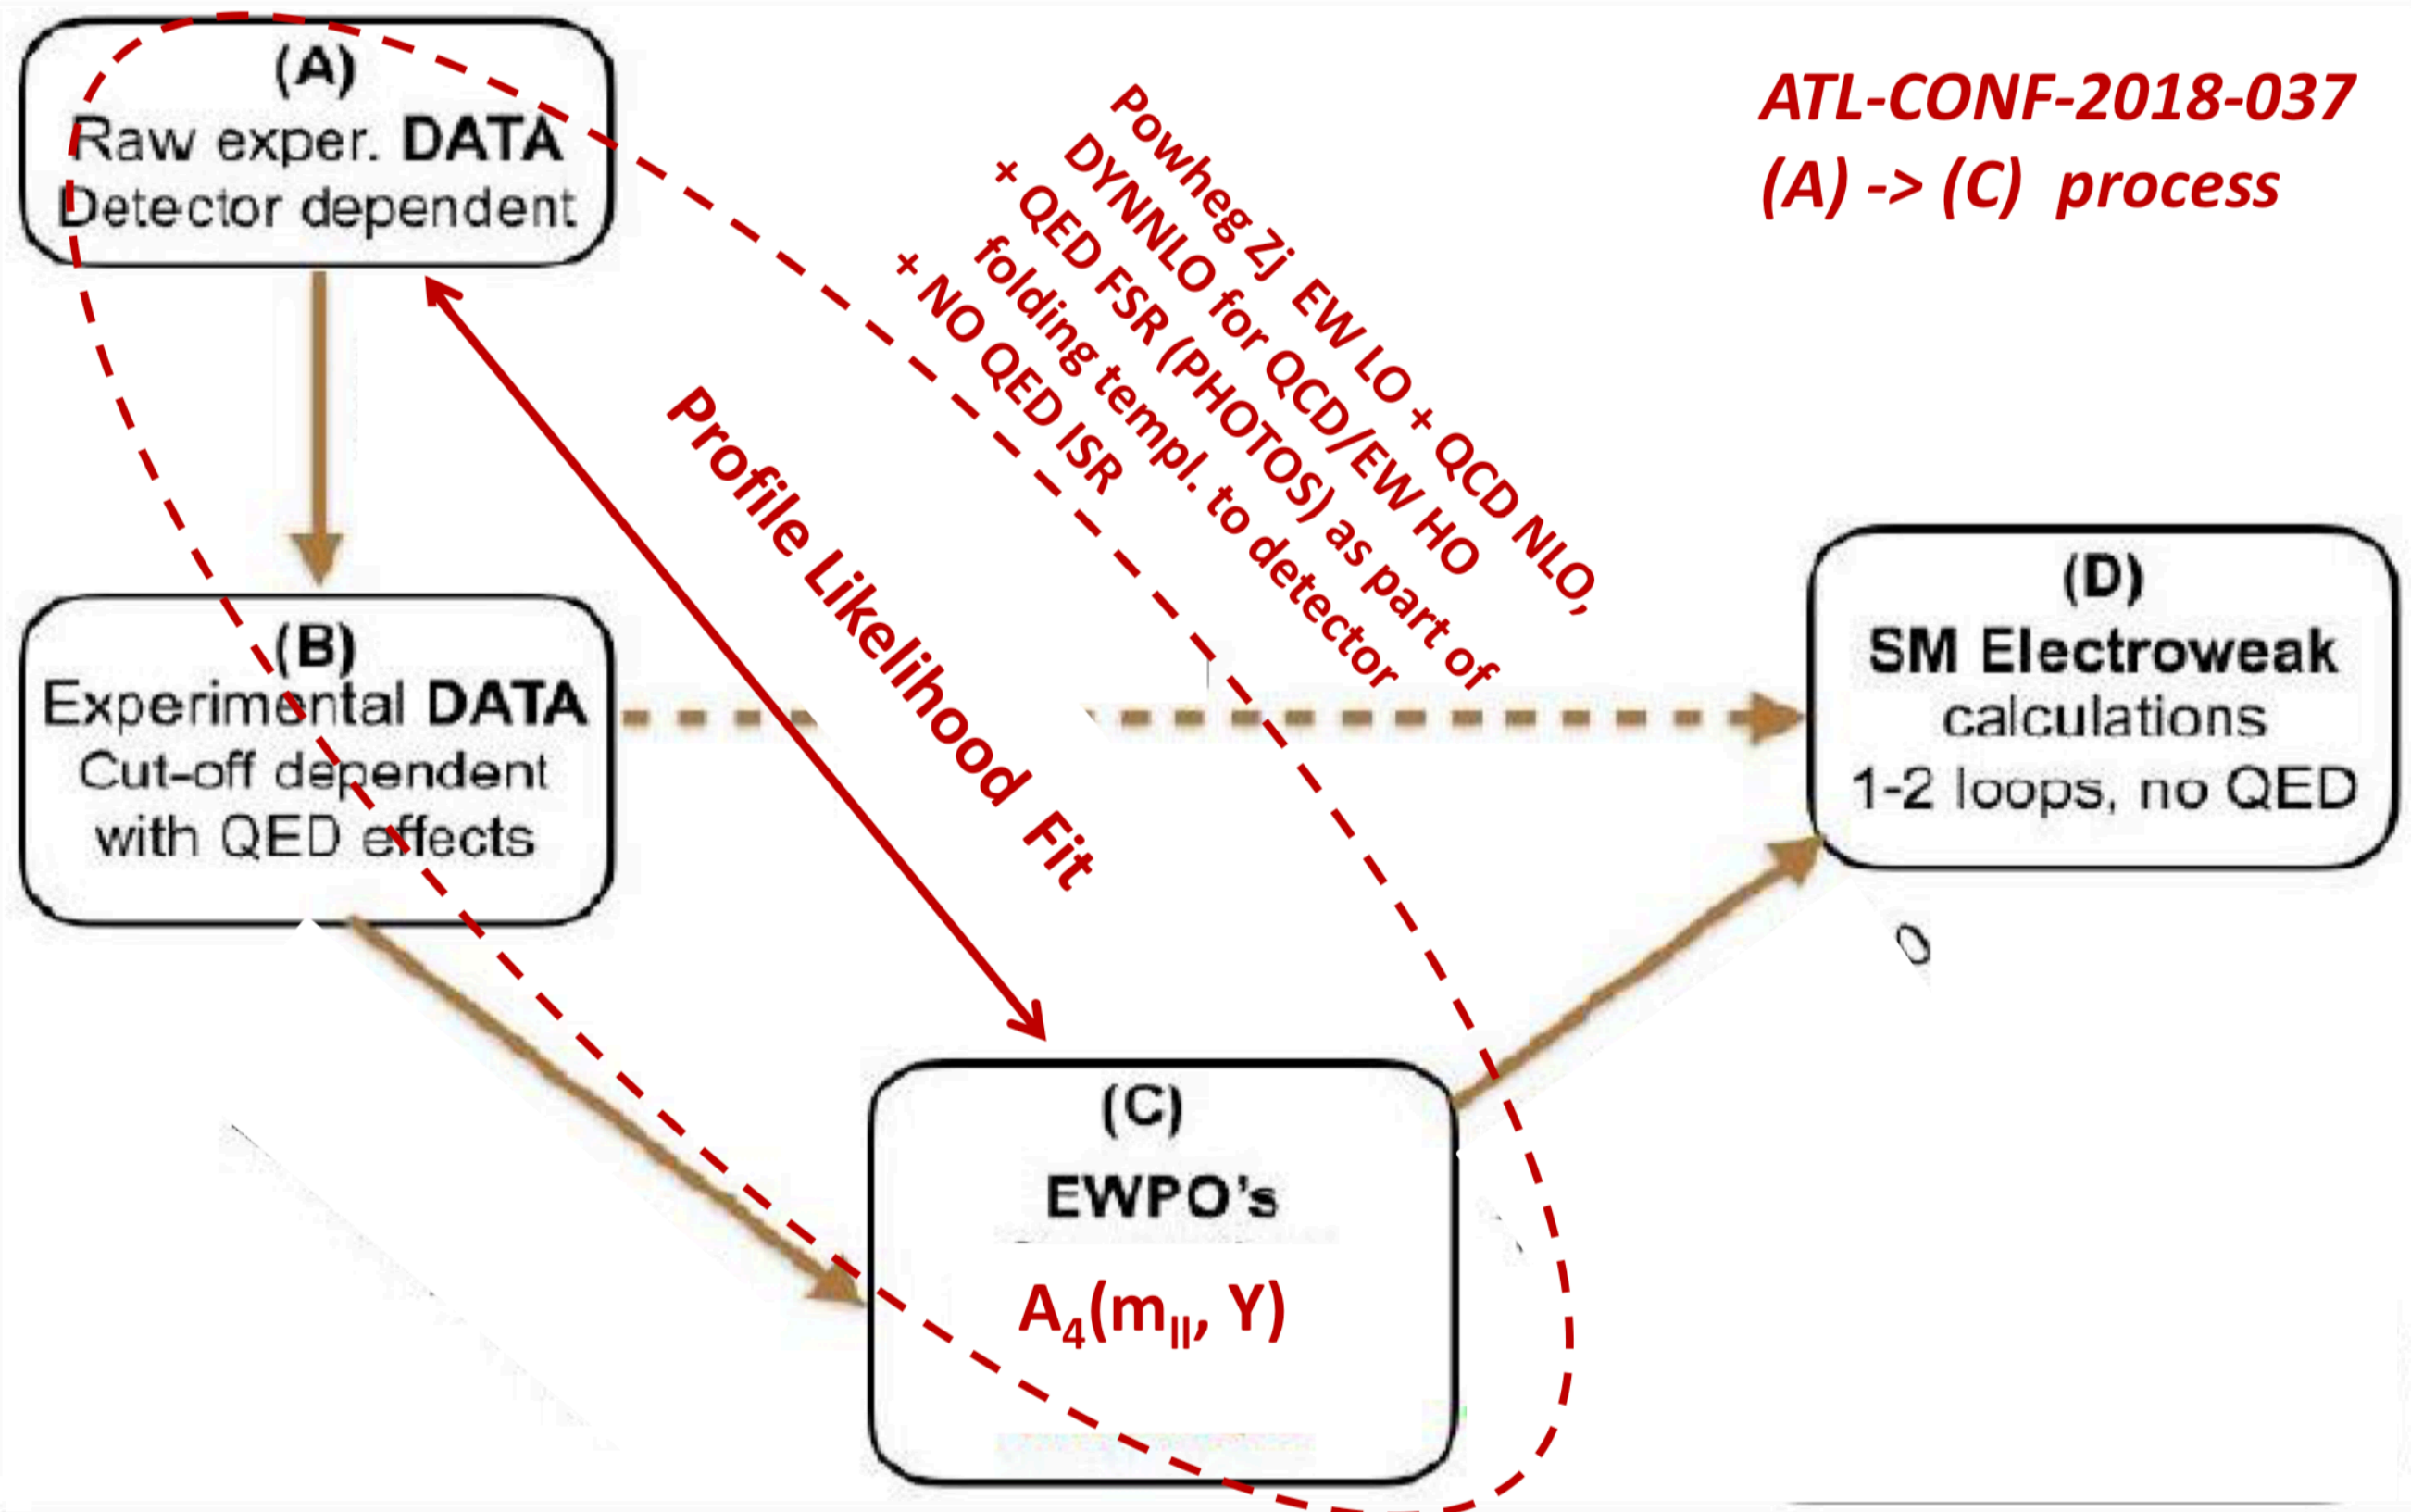 (A)
Raw exper. DATA
Detector dependent
ATL-CONF-2018-037
(A) -> (C) process
Powheg Zj EW LO + QCD NLO,
DYNNLO for QCD/EW HO
+ QED FSR (PHOTOS) as part of
folding templ. to detector
+ NO QED ISR
Profile Likelihood Fit
(B)
Experimental DATA
Cut-off dependent
with QED effects
(D)
SM Electroweak
calculations
1-2 loops, no QED
(C)
EWPO's
A₄(mₗₗ, Y)